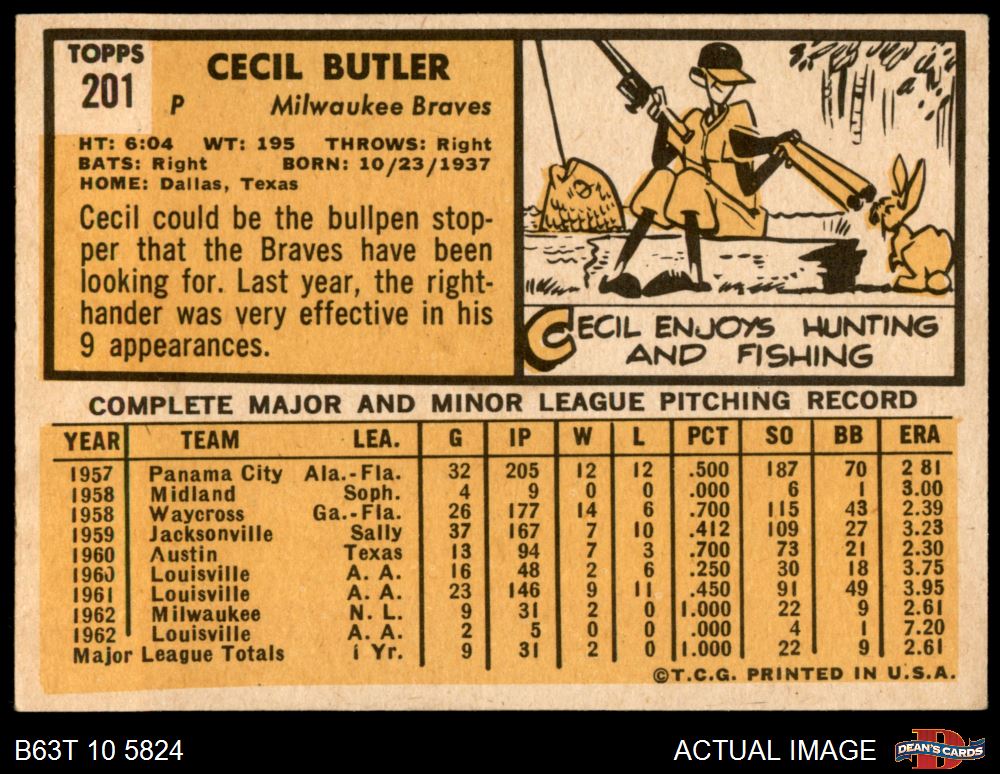 TOPPS
201
CECIL BUTLER
P Milwaukee Braves
HT: 6:04 WT: 195 THROWS: Right
BATS: Right BORN: 10/23/1937
HOME: Dallas, Texas
Cecil could be the bullpen stop-
per that the Braves have been
looking for. Last year, the right-
hander was very effective in his
9 appearances.
CECIL ENJOYS HUNTING
AND FISHING
COMPLETE MAJOR AND MINOR LEAGUE PITCHING RECORD
YEAR TEAM LEA. G IP W L PCT SO BB ERA
1957 Panama City Ala.-Fla. 32 205 12 12 .500 187 70 2 81
1958 Midland Soph. 4 9 0 0 .000 6 1 3.00
1958 Waycross Ga.-Fla. 26 177 14 6 .700 115 43 2.39
1959 Jacksonville Sally 37 167 7 10 .412 109 27 3.23
1960 Austin Texas 13 94 7 3 .700 73 21 2.30
1960 Louisville A. A. 16 48 2 6 .250 30 18 3.75
1961 Louisville A. A. 23 146 9 11 .450 91 49 3.95
1962 Milwaukee N. L. 9 31 2 0 1.000 22 9 2.61
1962 Louisville A. A. 2 5 0 0 .000 4 1 7.20
Major League Totals 1 Yr. 9 31 2 0 1.000 22 9 2.61
©T.C.G. PRINTED IN U.S.A.
B63T 10 5824 ACTUAL IMAGE
D
DEAN'S CARDS